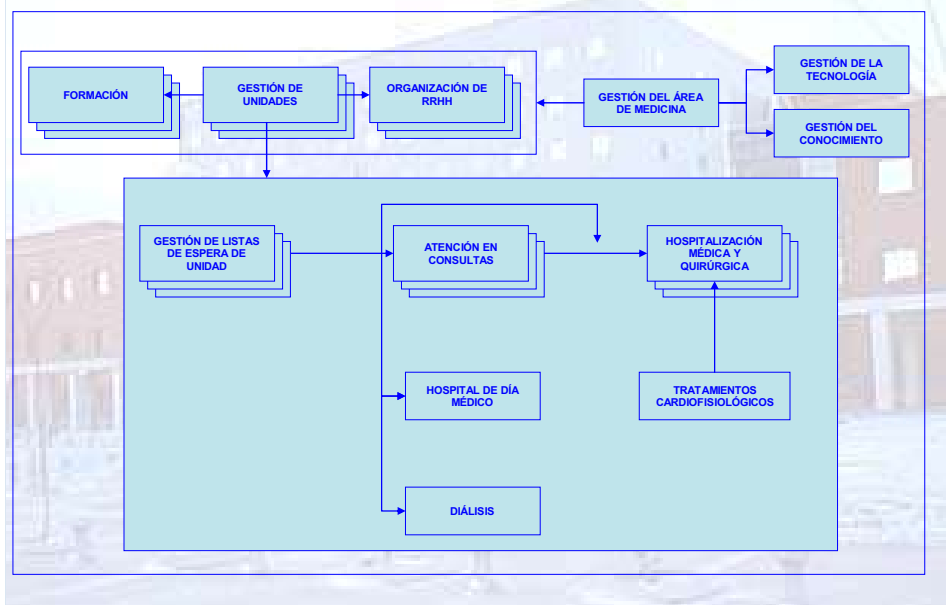 GESTIÓN DE LA
TECNOLOGÍA
FORMACIÓN
GESTIÓN DE
UNIDADES
ORGANIZACIÓN DE
RRHH
GESTIÓN DEL ÁREA
DE MEDICINA
GESTIÓN DEL
CONOCIMIENTO
GESTIÓN DE LISTAS
DE ESPERA DE
UNIDAD
ATENCIÓN EN
CONSULTAS
HOSPITALIZACIÓN
MÉDICA Y
QUIRÚRGICA
HOSPITAL DE DÍA
MÉDICO
TRATAMIENTOS
CARDIOFISIOLÓGICOS
DIÁLISIS